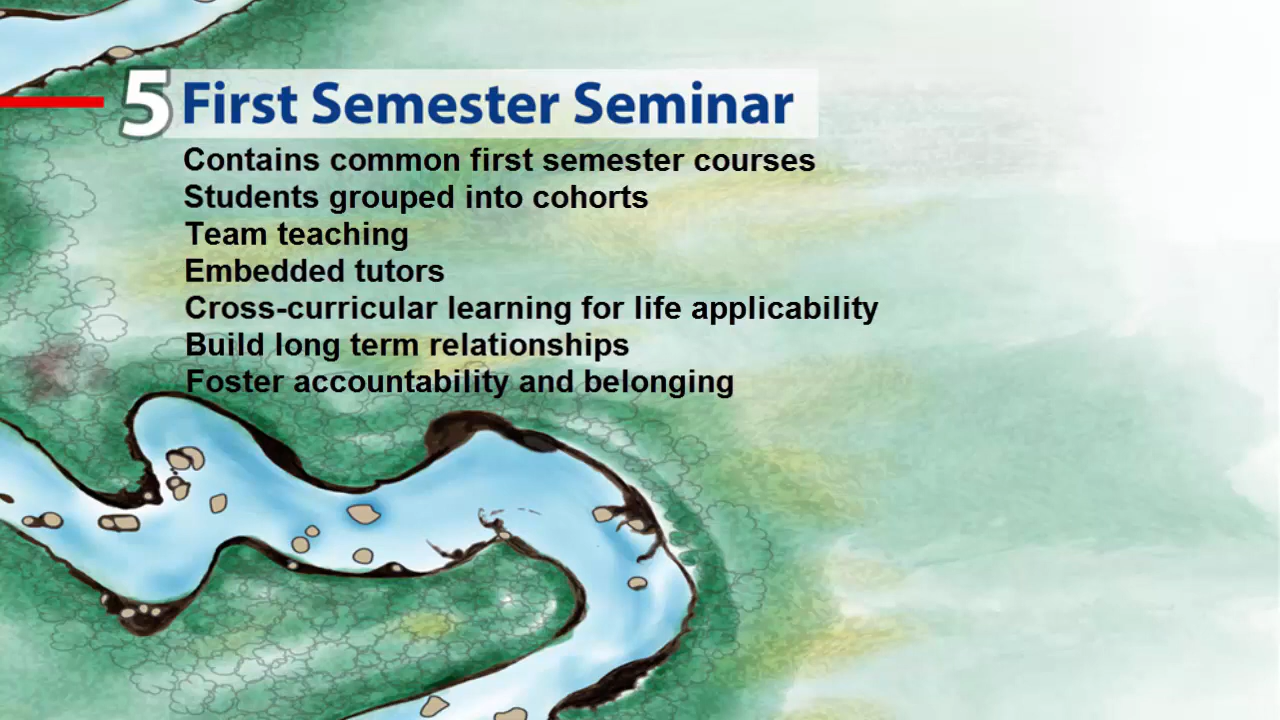 5 First Semester Seminar
Contains common first semester courses
Students grouped into cohorts
Team teaching
Embedded tutors
Cross-curricular learning for life applicability
Build long term relationships
Foster accountability and belonging